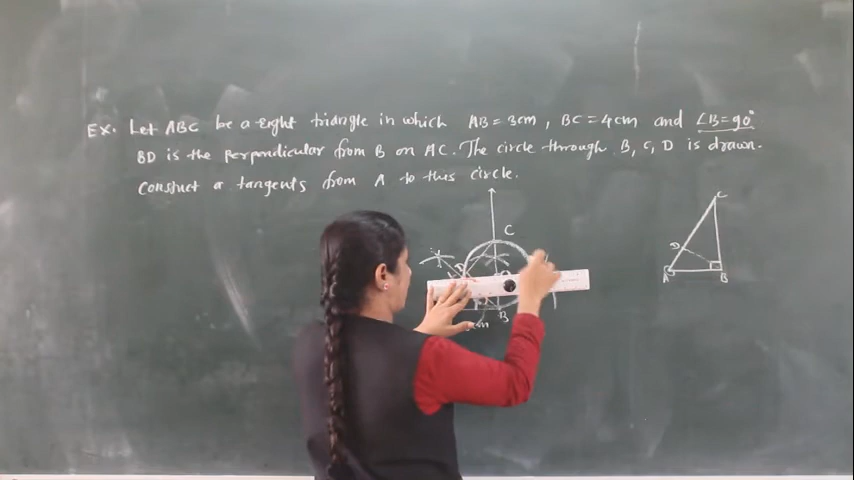 Ex. Let ABC be a right triangle in which AB = 3cm, BC = 4cm and ∠B = 90°
BD is the perpendicular from B on AC. The circle through B, C, D is drawn.
Construct a tangents from A to this circle.
C
D
B
C
D
A B